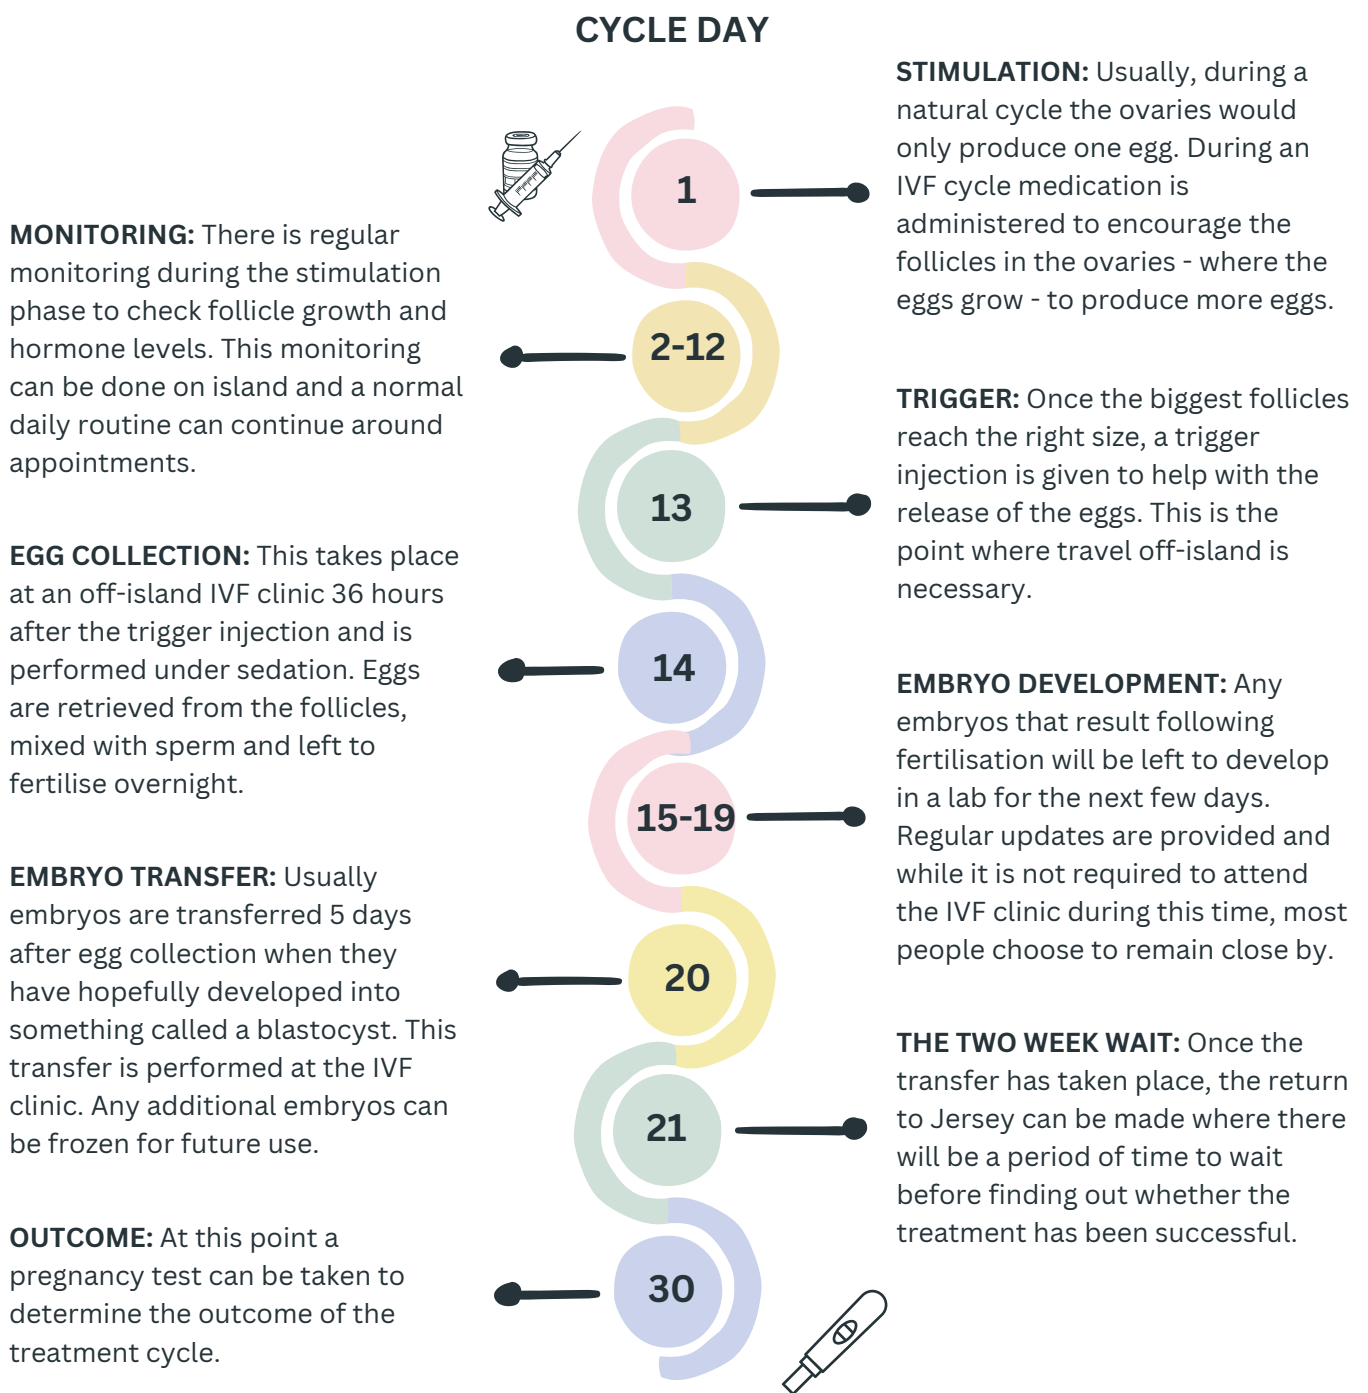 CYCLE DAY
1
STIMULATION: Usually, during a
natural cycle the ovaries would
only produce one egg. During an
IVF cycle medication is
administered to encourage the
follicles in the ovaries - where the
eggs grow - to produce more eggs.
2-12
MONITORING: There is regular
monitoring during the stimulation
phase to check follicle growth and
hormone levels. This monitoring
can be done on island and a normal
daily routine can continue around
appointments.
13
TRIGGER: Once the biggest follicles
reach the right size, a trigger
injection is given to help with the
release of the eggs. This is the
point where travel off-island is
necessary.
14
EGG COLLECTION: This takes place
at an off-island IVF clinic 36 hours
after the trigger injection and is
performed under sedation. Eggs
are retrieved from the follicles,
mixed with sperm and left to
fertilise overnight.
15-19
EMBRYO DEVELOPMENT: Any
embryos that result following
fertilisation will be left to develop
in a lab for the next few days.
Regular updates are provided and
while it is not required to attend
the IVF clinic during this time, most
people choose to remain close by.
20
EMBRYO TRANSFER: Usually
embryos are transferred 5 days
after egg collection when they
have hopefully developed into
something called a blastocyst. This
transfer is performed at the IVF
clinic. Any additional embryos can
be frozen for future use.
21
THE TWO WEEK WAIT: Once the
transfer has taken place, the return
to Jersey can be made where there
will be a period of time to wait
before finding out whether the
treatment has been successful.
30
OUTCOME: At this point a
pregnancy test can be taken to
determine the outcome of the
treatment cycle.